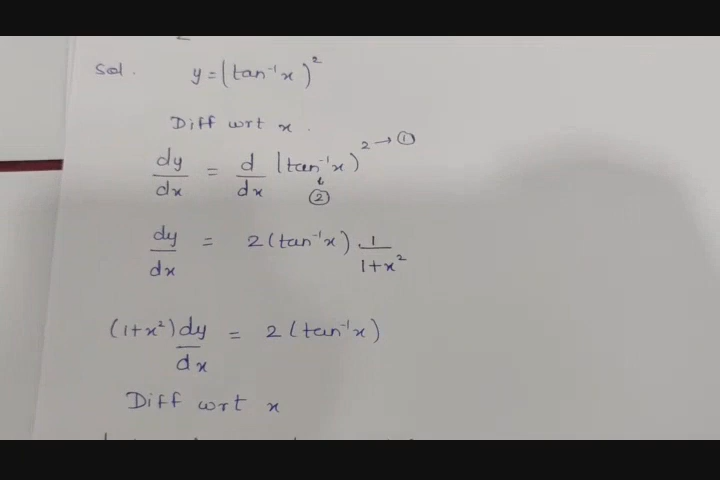 Sol. y = (tan⁻¹x)²
Diff wrt x.
dy/dx = d/dx (tan⁻¹x)² → ①
↓
②
dy/dx = 2(tan⁻¹x) · 1/1+x²
(1+x²) dy/dx = 2(tan⁻¹x)
Diff wrt x